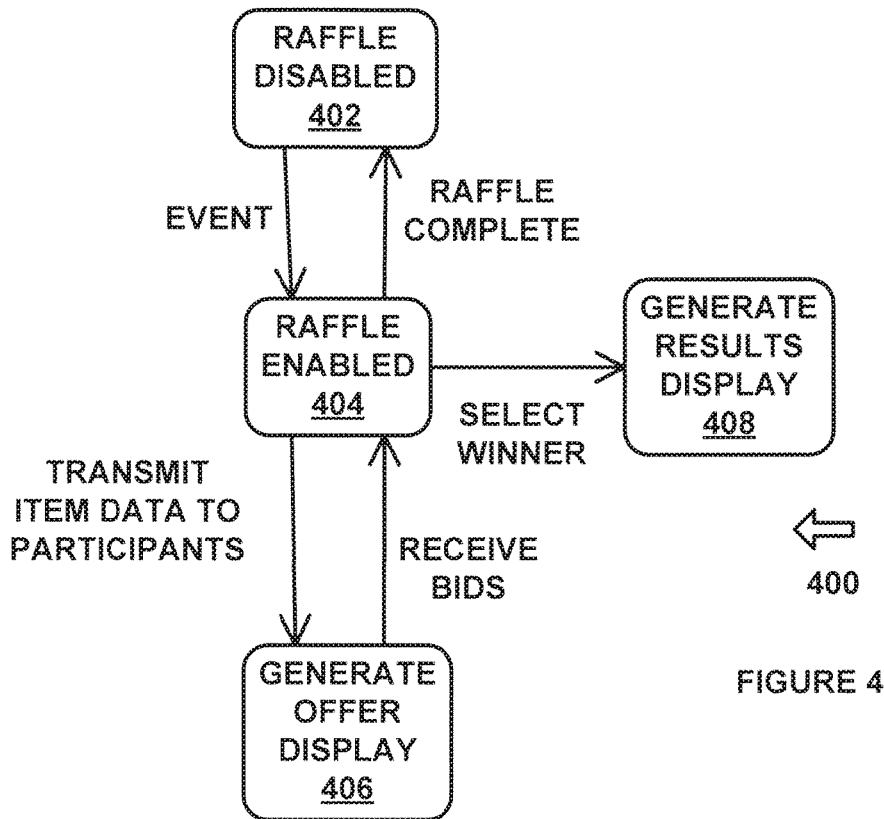 RAFFLE
DISABLED
402
EVENT
RAFFLE
COMPLETE
RAFFLE
ENABLED
404
GENERATE
RESULTS
DISPLAY
408
SELECT
WINNER
TRANSMIT
ITEM DATA TO
PARTICIPANTS
RECEIVE
BIDS
400
GENERATE
OFFER
DISPLAY
406
FIGURE 4